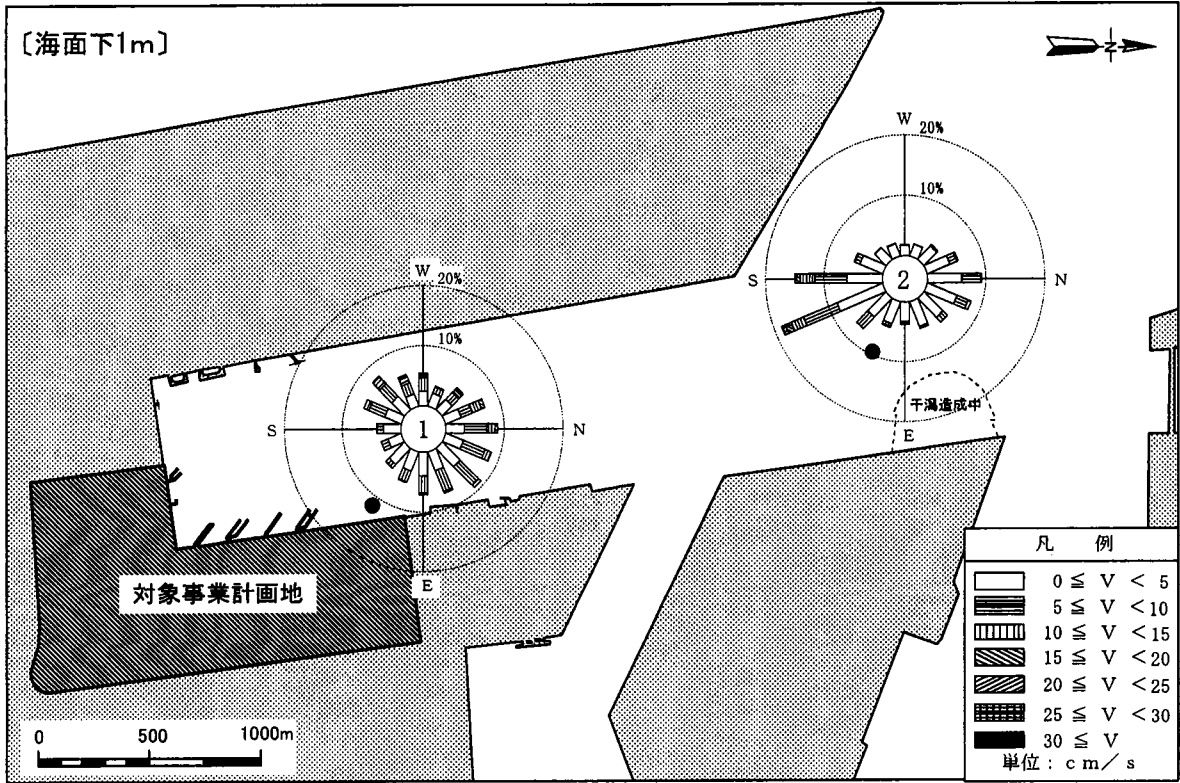 〔海面下1m〕
N
W
20%
10%
S
2
N
E
干潟造成中
W
20%
10%
S
1
N
E
対象事業計画地
0 500 1000m
凡 例
0 ≦ V < 5
5 ≦ V < 10
10 ≦ V < 15
15 ≦ V < 20
20 ≦ V < 25
25 ≦ V < 30
30 ≦ V
単位：cm/s